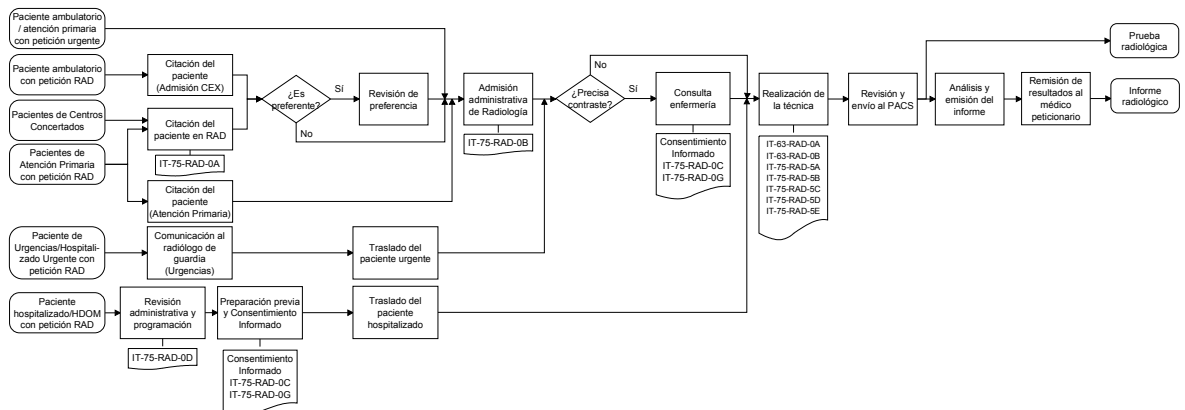 Paciente ambulatorio
/ atención primaria
con petición urgente
Paciente ambulatorio
con petición RAD
Citación del
paciente
(Admisión CEX)
Pacientes de Centros
Concertados
Citación del
paciente en RAD
IT-75-RAD-0A
Pacientes de
Atención Primaria
con petición RAD
Citación del
paciente
(Atención Primaria)
¿Es
preferente?
Sí
No
Revisión de
preferencia
Admisión
administrativa
de Radiología
IT-75-RAD-0B
¿Precisa
contraste?
No
Sí
Consulta
enfermería
Consentimiento
Informado
IT-75-RAD-0C
IT-75-RAD-0G
Realización de
la técnica
IT-63-RAD-0A
IT-63-RAD-0B
IT-75-RAD-5A
IT-75-RAD-5B
IT-75-RAD-5C
IT-75-RAD-5D
IT-75-RAD-5E
Revisión y
envío al PACS
Análisis y
emisión del
informe
Remisión de
resultados al
médico
peticionario
Prueba
radiológica
Informe
radiológico
Paciente de
Urgencias/Hospitali-
zado Urgente con
petición RAD
Comunicación al
radiólogo de
guardia
(Urgencias)
Traslado del
paciente urgente
Paciente
hospitalizado/HDOM
con petición RAD
Revisión
administrativa y
programación
IT-75-RAD-0D
Preparación previa
y Consentimiento
Informado
Consentimiento
Informado
IT-75-RAD-0C
IT-75-RAD-0G
Traslado del
paciente
hospitalizado